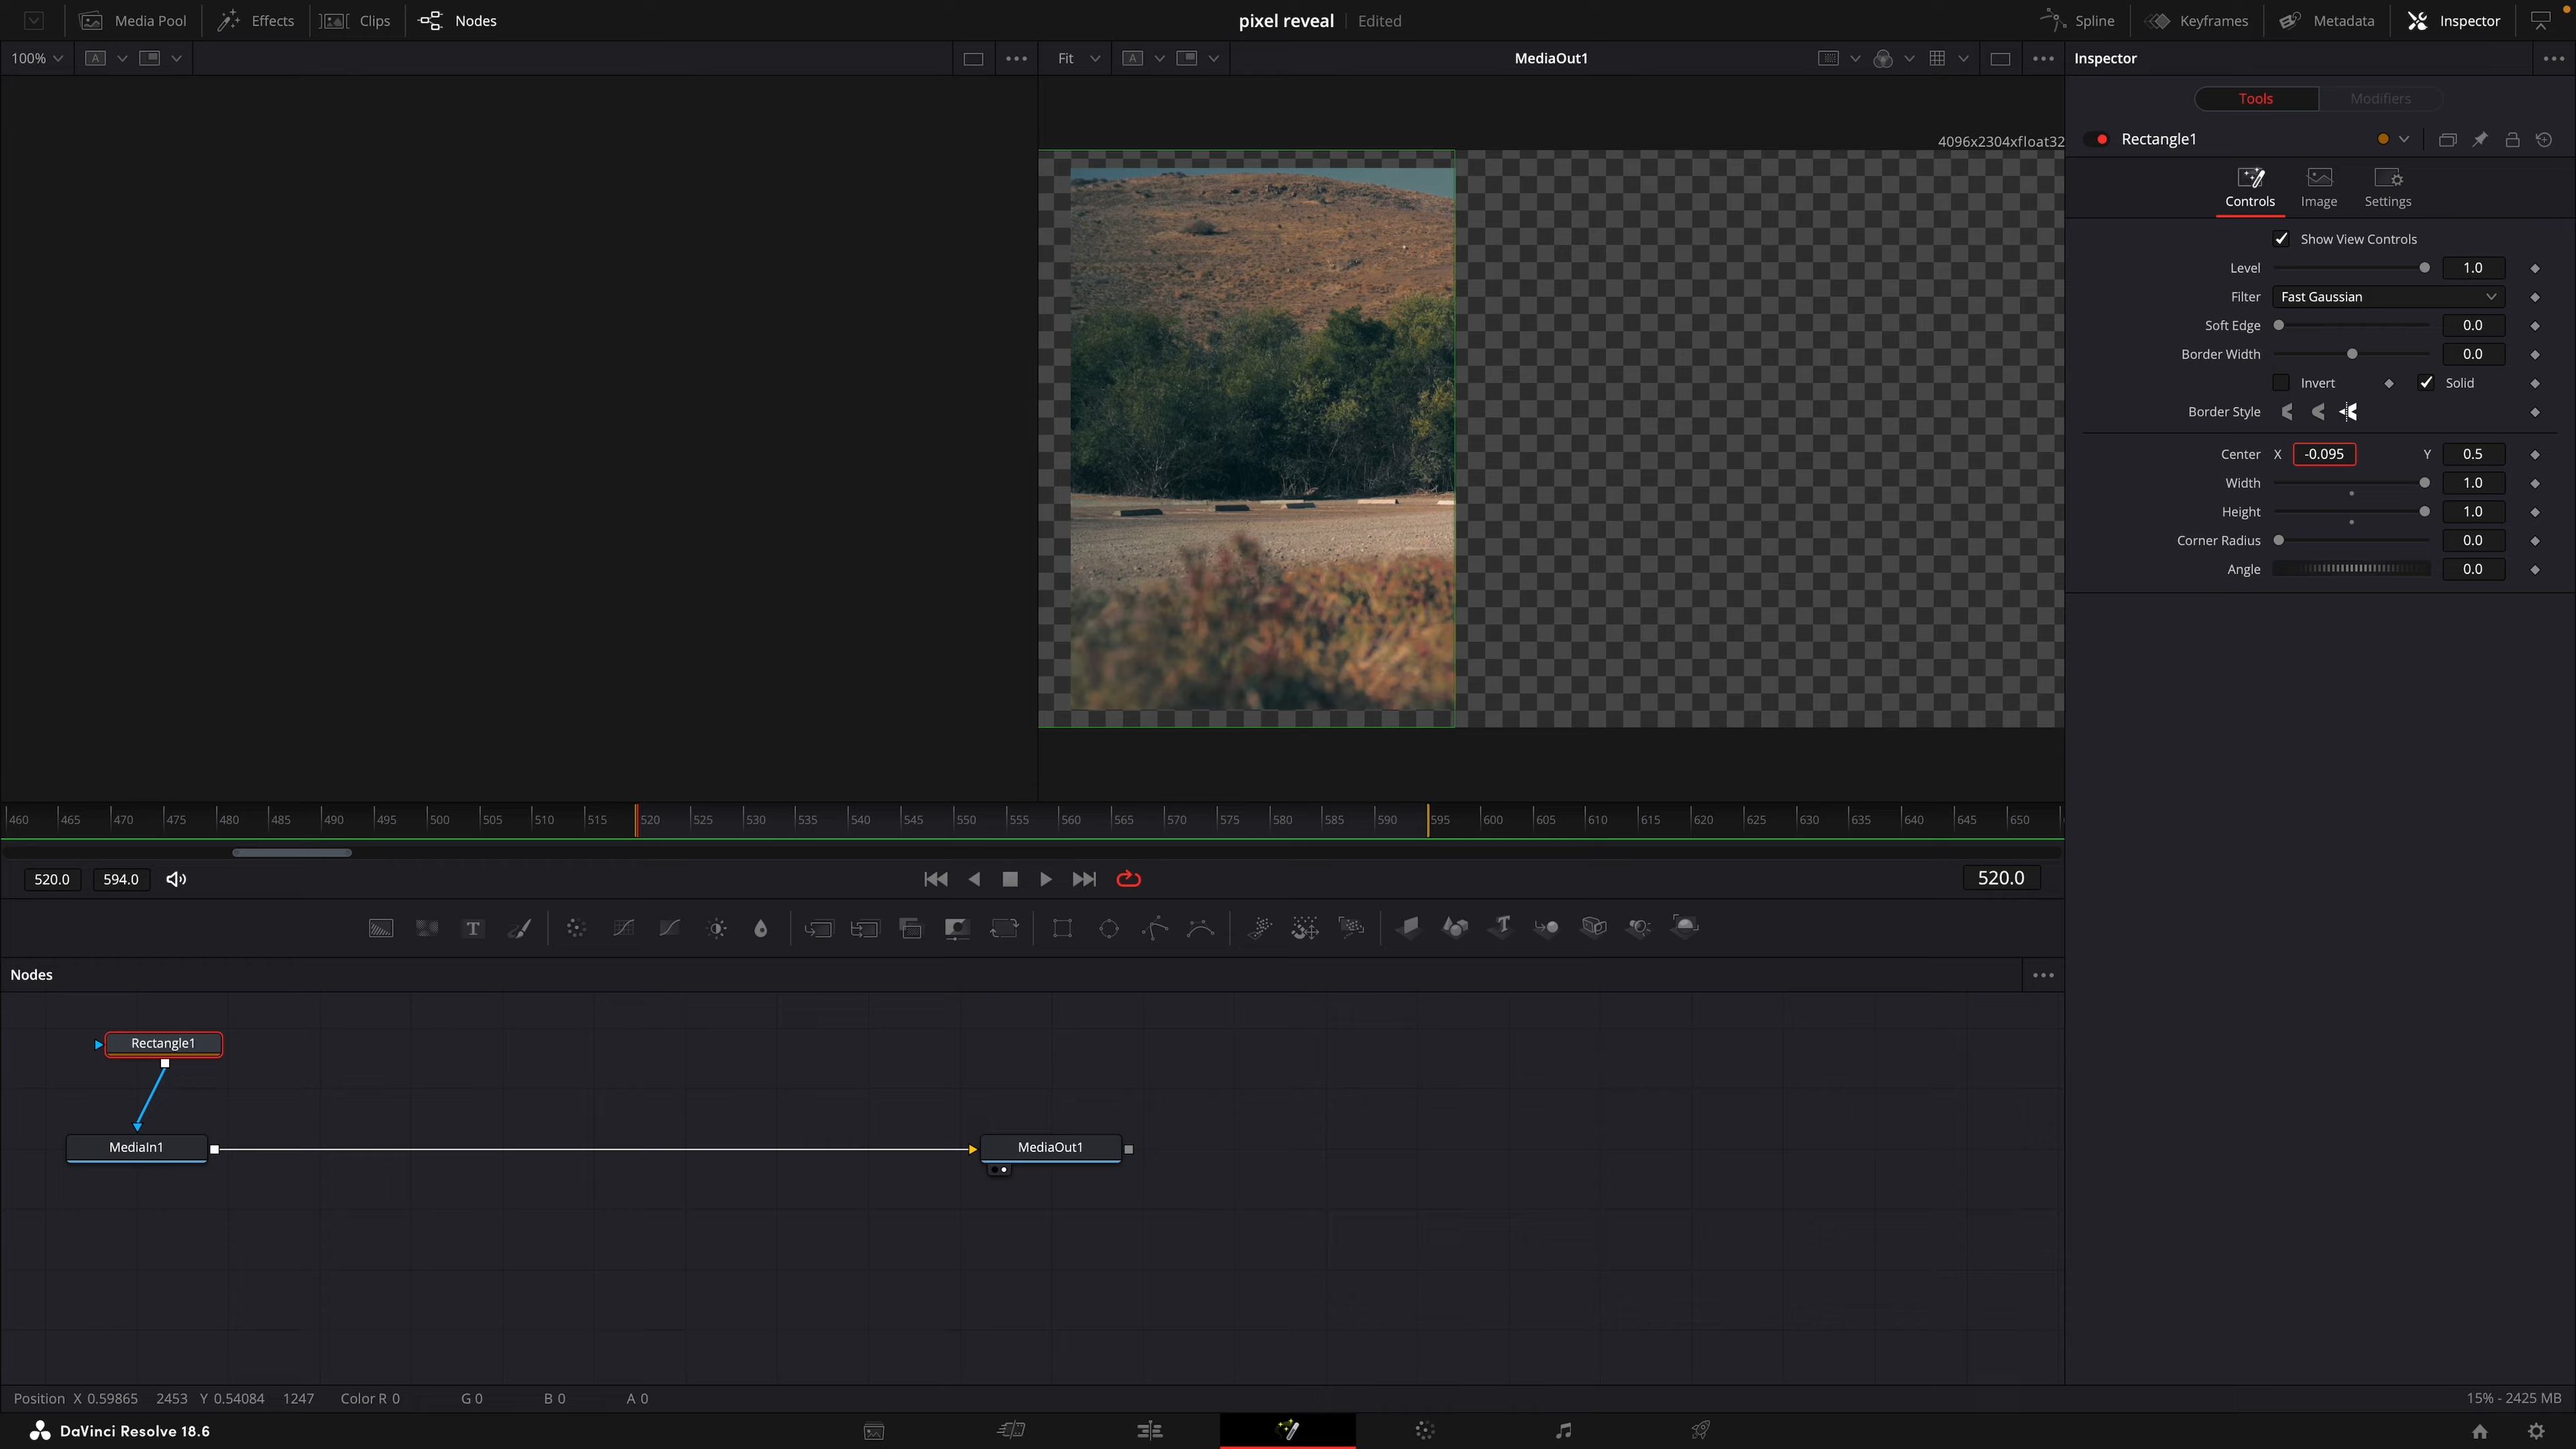 Media Pool Effects Clips Nodes pixel reveal Edited Spline Keyframes Metadata Inspector
100% A Fit A MediaOut1 Inspector
Tools Modifiers
4096x2304xfloat32 Rectangle1
Controls Image Settings
Show View Controls
Level 1.0
Filter Fast Gaussian
Soft Edge 0.0
Border Width 0.0
Invert Solid
Border Style
Center X -0.095 Y 0.5
Width 1.0
Height 1.0
Corner Radius 0.0
Angle 0.0
460 465 470 475 480 485 490 495 500 505 510 515 520 525 530 535 540 545 550 555 560 565 570 575 580 585 590 595 600 605 610 615 620 625 630 635 640 645 650
520.0 594.0 520.0
T T
Nodes
Rectangle1
MediaIn1 MediaOut1
Position X 0.59865 2453 Y 0.54084 1247 Color R 0 G 0 B 0 A 0 15% - 2425 MB
DaVinci Resolve 18.6